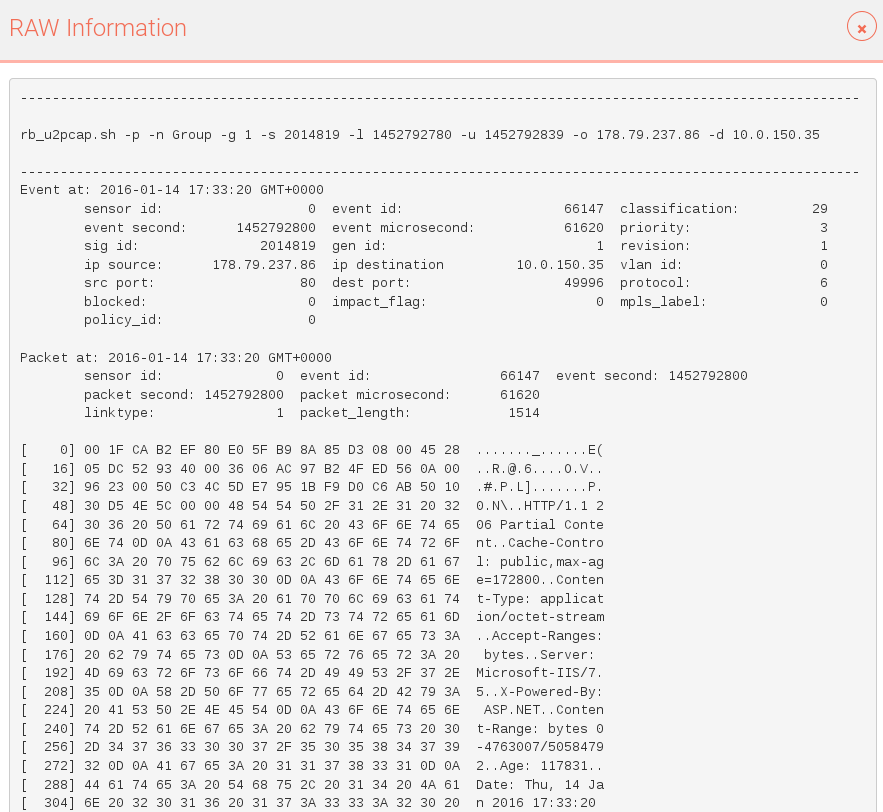 RAW Information
---------------------------------------------------------------------------------------------------------
rb_u2pcap.sh -p -n Group -g 1 -s 2014819 -l 1452792780 -u 1452792839 -o 178.79.237.86 -d 10.0.150.35
---------------------------------------------------------------------------------------------------------
Event at: 2016-01-14 17:33:20 GMT+0000
        sensor id:                  0  event id:                    66147  classification:         29
        event second:      1452792800  event microsecond:           61620  priority:                3
        sig id:               2014819  gen id:                          1  revision:                1
        ip source:      178.79.237.86  ip destination         10.0.150.35  vlan id:                 0
        src port:                  80  dest port:                   49996  protocol:                6
        blocked:                    0  impact_flag:                     0  mpls_label:              0
        policy_id:                  0
Packet at: 2016-01-14 17:33:20 GMT+0000
        sensor id:              0  event id:                66147  event second: 1452792800
        packet second: 1452792800  packet microsecond:      61620
        linktype:               1  packet_length:            1514
[    0] 00 1F CA B2 EF 80 E0 5F B9 8A 85 D3 08 00 45 28  ......._......E(
[   16] 05 DC 52 93 40 00 36 06 AC 97 B2 4F ED 56 0A 00  ..R.@.6....O.V..
[   32] 96 23 00 50 C3 4C 5D E7 95 1B F9 D0 C6 AB 50 10  .#.P.L].......P.
[   48] 30 D5 4E 5C 00 00 48 54 54 50 2F 31 2E 31 20 32  0.N\..HTTP/1.1 2
[   64] 30 36 20 50 61 72 74 69 61 6C 20 43 6F 6E 74 65  06 Partial Conte
[   80] 6E 74 0D 0A 43 61 63 68 65 2D 43 6F 6E 74 72 6F  nt..Cache-Contro
[   96] 6C 3A 20 70 75 62 6C 69 63 2C 6D 61 78 2D 61 67  l: public,max-ag
[  112] 65 3D 31 37 32 38 30 30 0D 0A 43 6F 6E 74 65 6E  e=172800..Conten
[  128] 74 2D 54 79 70 65 3A 20 61 70 70 6C 69 63 61 74  t-Type: applicat
[  144] 69 6F 6E 2F 6F 63 74 65 74 2D 73 74 72 65 61 6D  ion/octet-stream
[  160] 0D 0A 41 63 63 65 70 74 2D 52 61 6E 67 65 73 3A  ..Accept-Ranges:
[  176] 20 62 79 74 65 73 0D 0A 53 65 72 76 65 72 3A 20   bytes..Server: 
[  192] 4D 69 63 72 6F 73 6F 66 74 2D 49 49 53 2F 37 2E  Microsoft-IIS/7.
[  208] 35 0D 0A 58 2D 50 6F 77 65 72 65 64 2D 42 79 3A  5..X-Powered-By:
[  224] 20 41 53 50 2E 4E 45 54 0D 0A 43 6F 6E 74 65 6E   ASP.NET..Conten
[  240] 74 2D 52 61 6E 67 65 3A 20 62 79 74 65 73 20 30  t-Range: bytes 0
[  256] 2D 34 37 36 33 30 30 37 2F 35 30 35 38 34 37 39  -4763007/5058479
[  272] 32 0D 0A 41 67 65 3A 20 31 31 37 38 33 31 0D 0A  2..Age: 117831..
[  288] 44 61 74 65 3A 20 54 68 75 2C 20 31 34 20 4A 61  Date: Thu, 14 Ja
[  304] 6E 20 32 30 31 36 20 31 37 3A 33 33 3A 32 30 20  n 2016 17:33:20